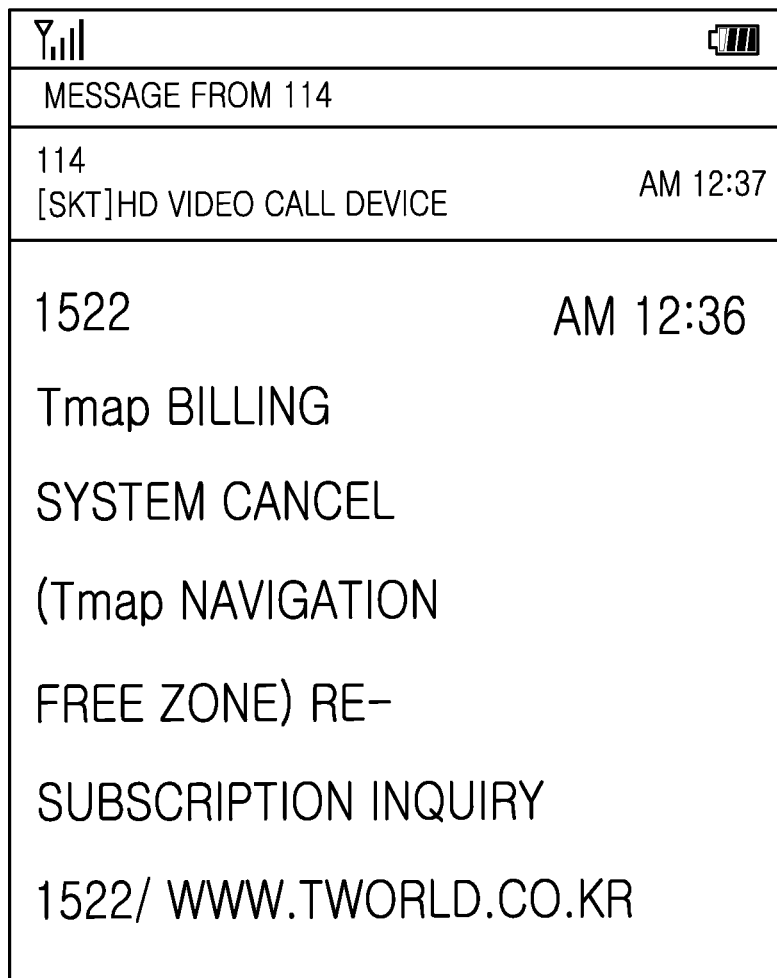 MESSAGE FROM 114
114
[SKT]HD VIDEO CALL DEVICE AM 12:37
1522 AM 12:36
Tmap BILLING
SYSTEM CANCEL
(Tmap NAVIGATION
FREE ZONE) RE-
SUBSCRIPTION INQUIRY
1522/ WWW.TWORLD.CO.KR